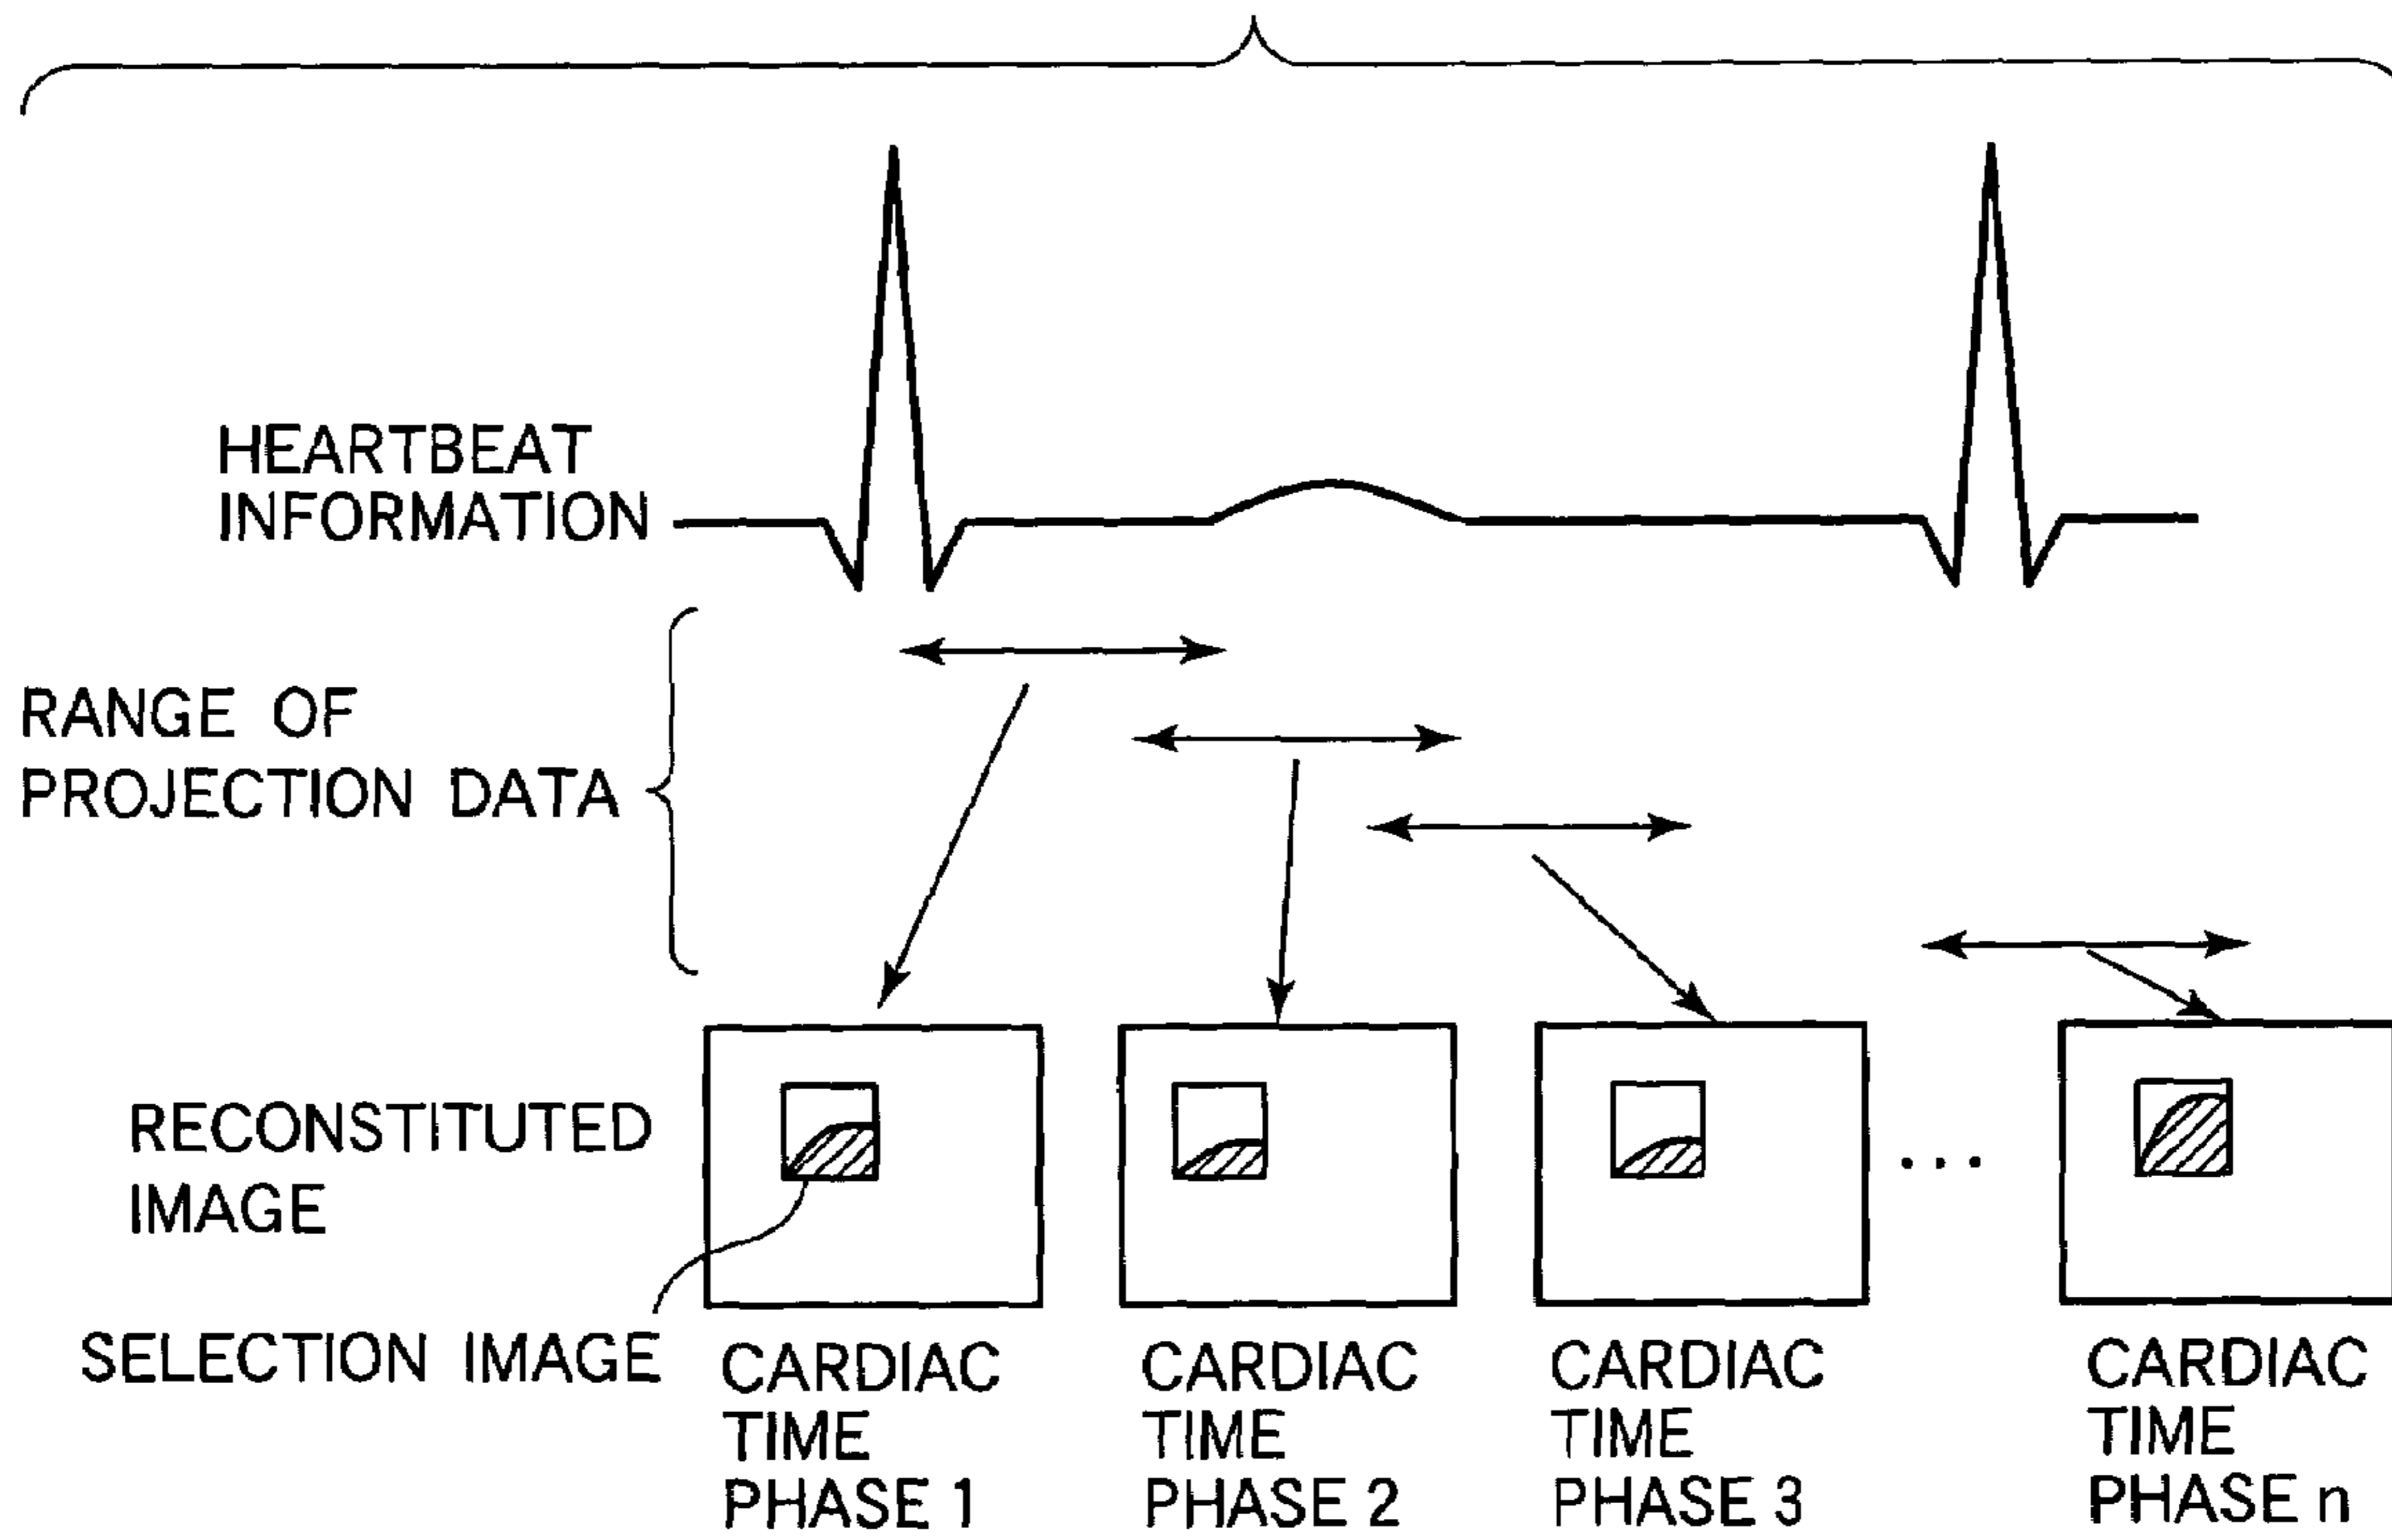 HEARTBEAT
INFORMATION
RANGE OF
PROJECTION DATA
RECONSTITUTED
IMAGE
...
SELECTION IMAGE
CARDIAC
TIME
PHASE 1
CARDIAC
TIME
PHASE 2
CARDIAC
TIME
PHASE 3
CARDIAC
TIME
PHASE n